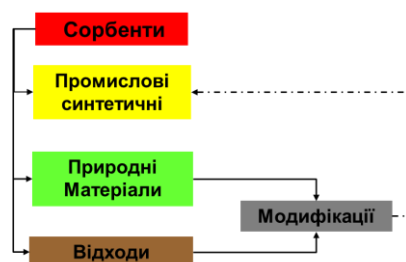 Сорбенти
Промислові
синтетичні
Природні
Матеріали
Модифікації
Відходи